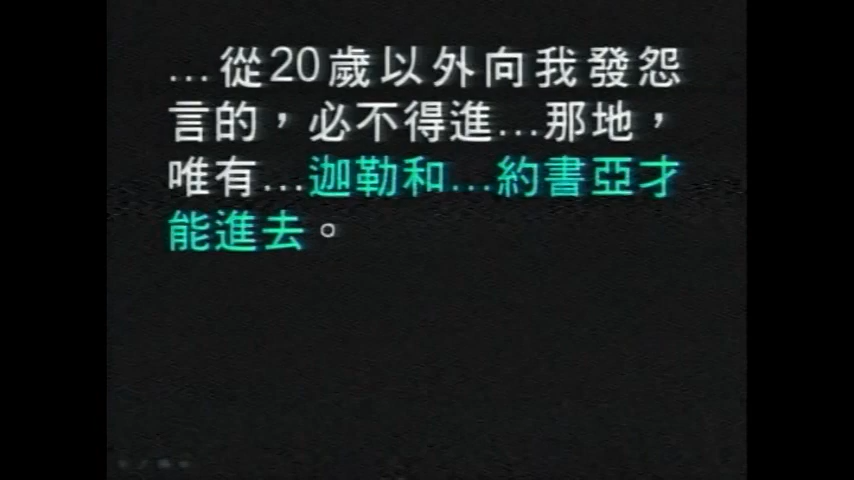 …從20歲以外向我發怨
言的，必不得進…那地，
唯有…迦勒和…約書亞才
能進去。